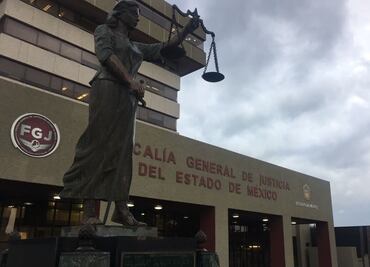 FGJ
CALÍA GENERAL DE JUSTICIA
DEL ESTADO DE MÉXICO